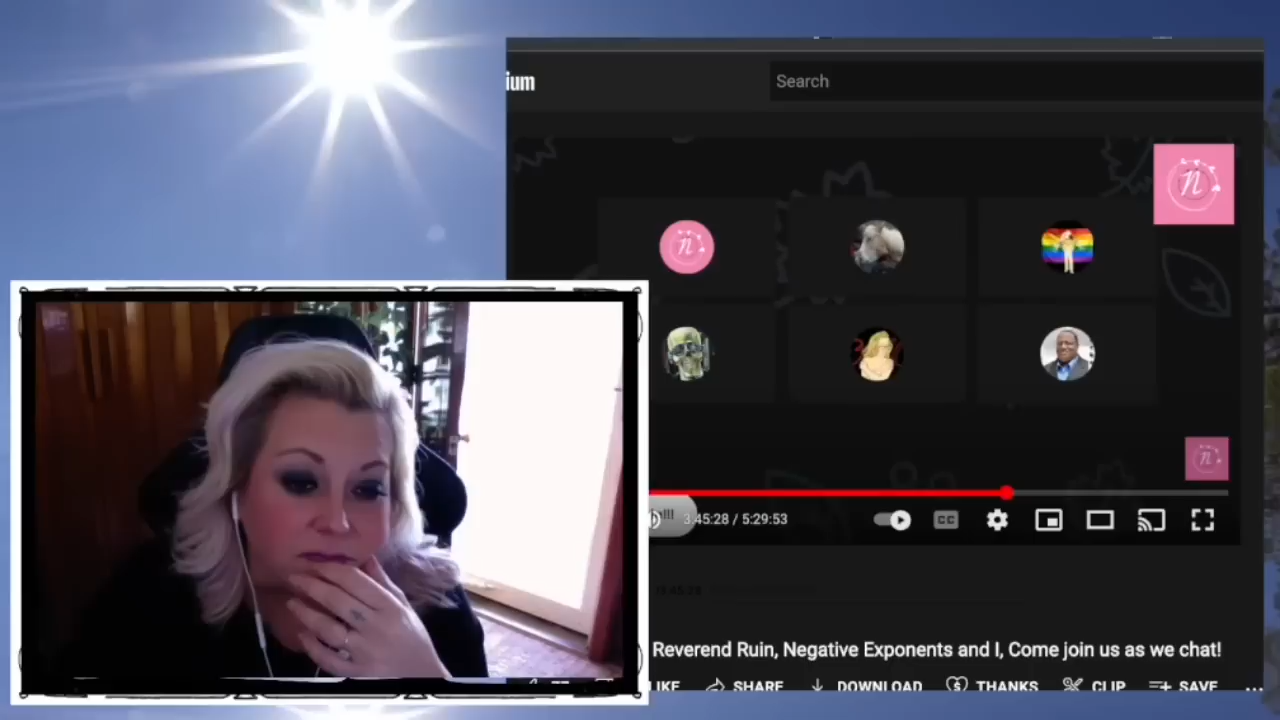 ium
Search
n
n
n
3:45:28 / 5:29:53
CC
Reverend Ruin, Negative Exponents and I, Come join us as we chat!
LIKE
SHARE
DOWNLOAD
THANKS
CLIP
SAVE